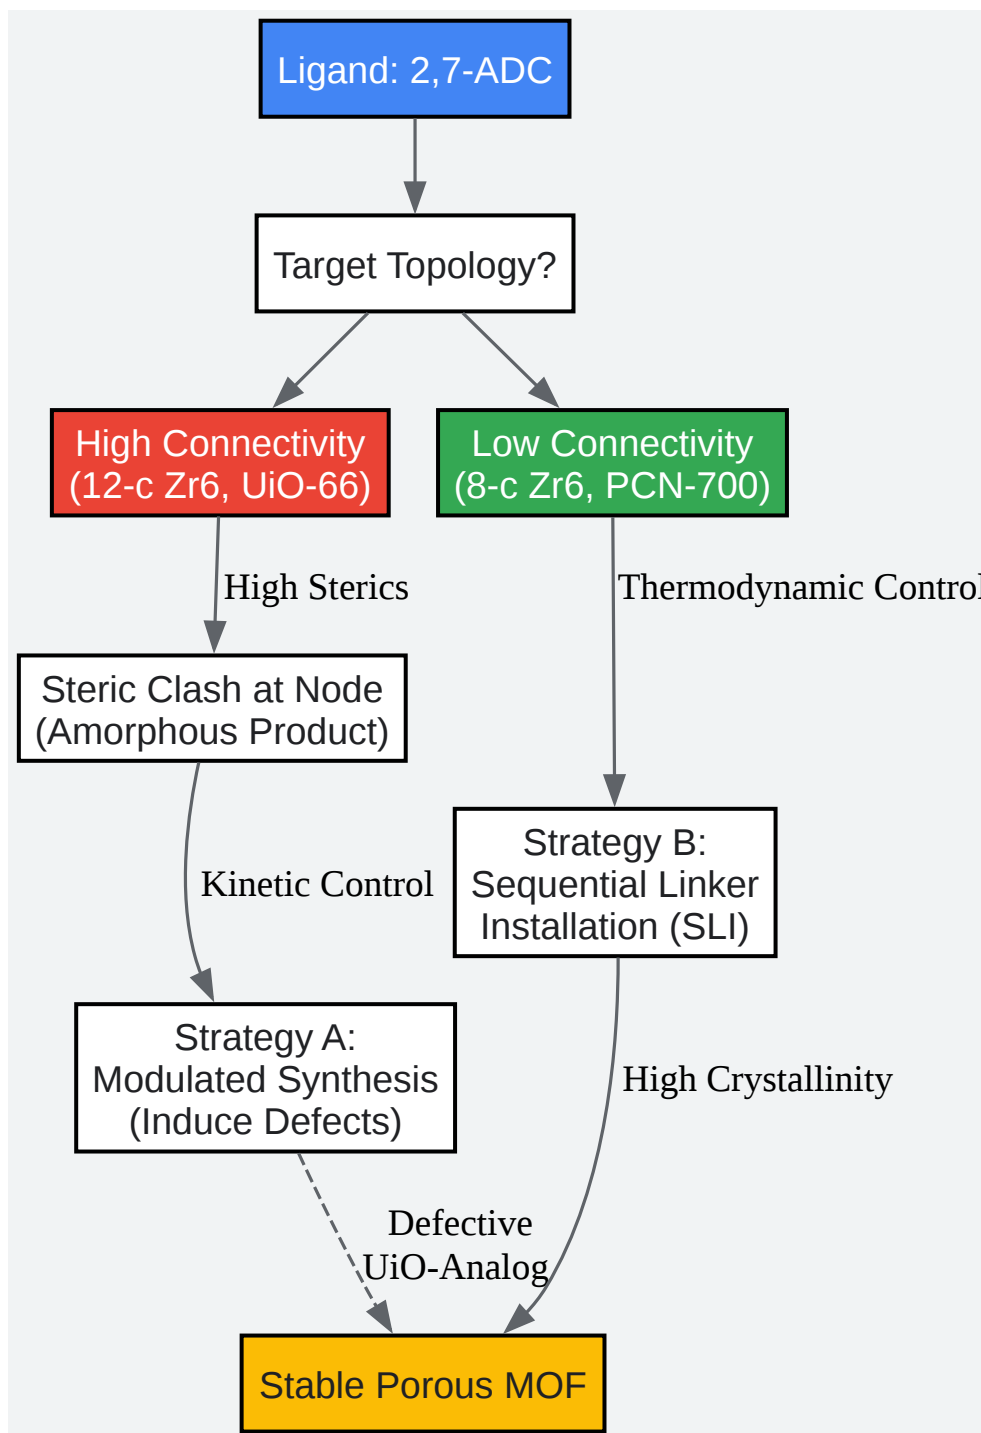 Ligand: 2,7-ADC
Target Topology?
High Connectivity
(12-c Zr6, UiO-66)
Low Connectivity
(8-c Zr6, PCN-700)
High Sterics
Thermodynamic Control
Steric Clash at Node
(Amorphous Product)
Kinetic Control
Strategy B:
Sequential Linker
Installation (SLI)
Strategy A:
Modulated Synthesis
(Induce Defects)
High Crystallinity
Defective
UiO-Analog
Stable Porous MOF